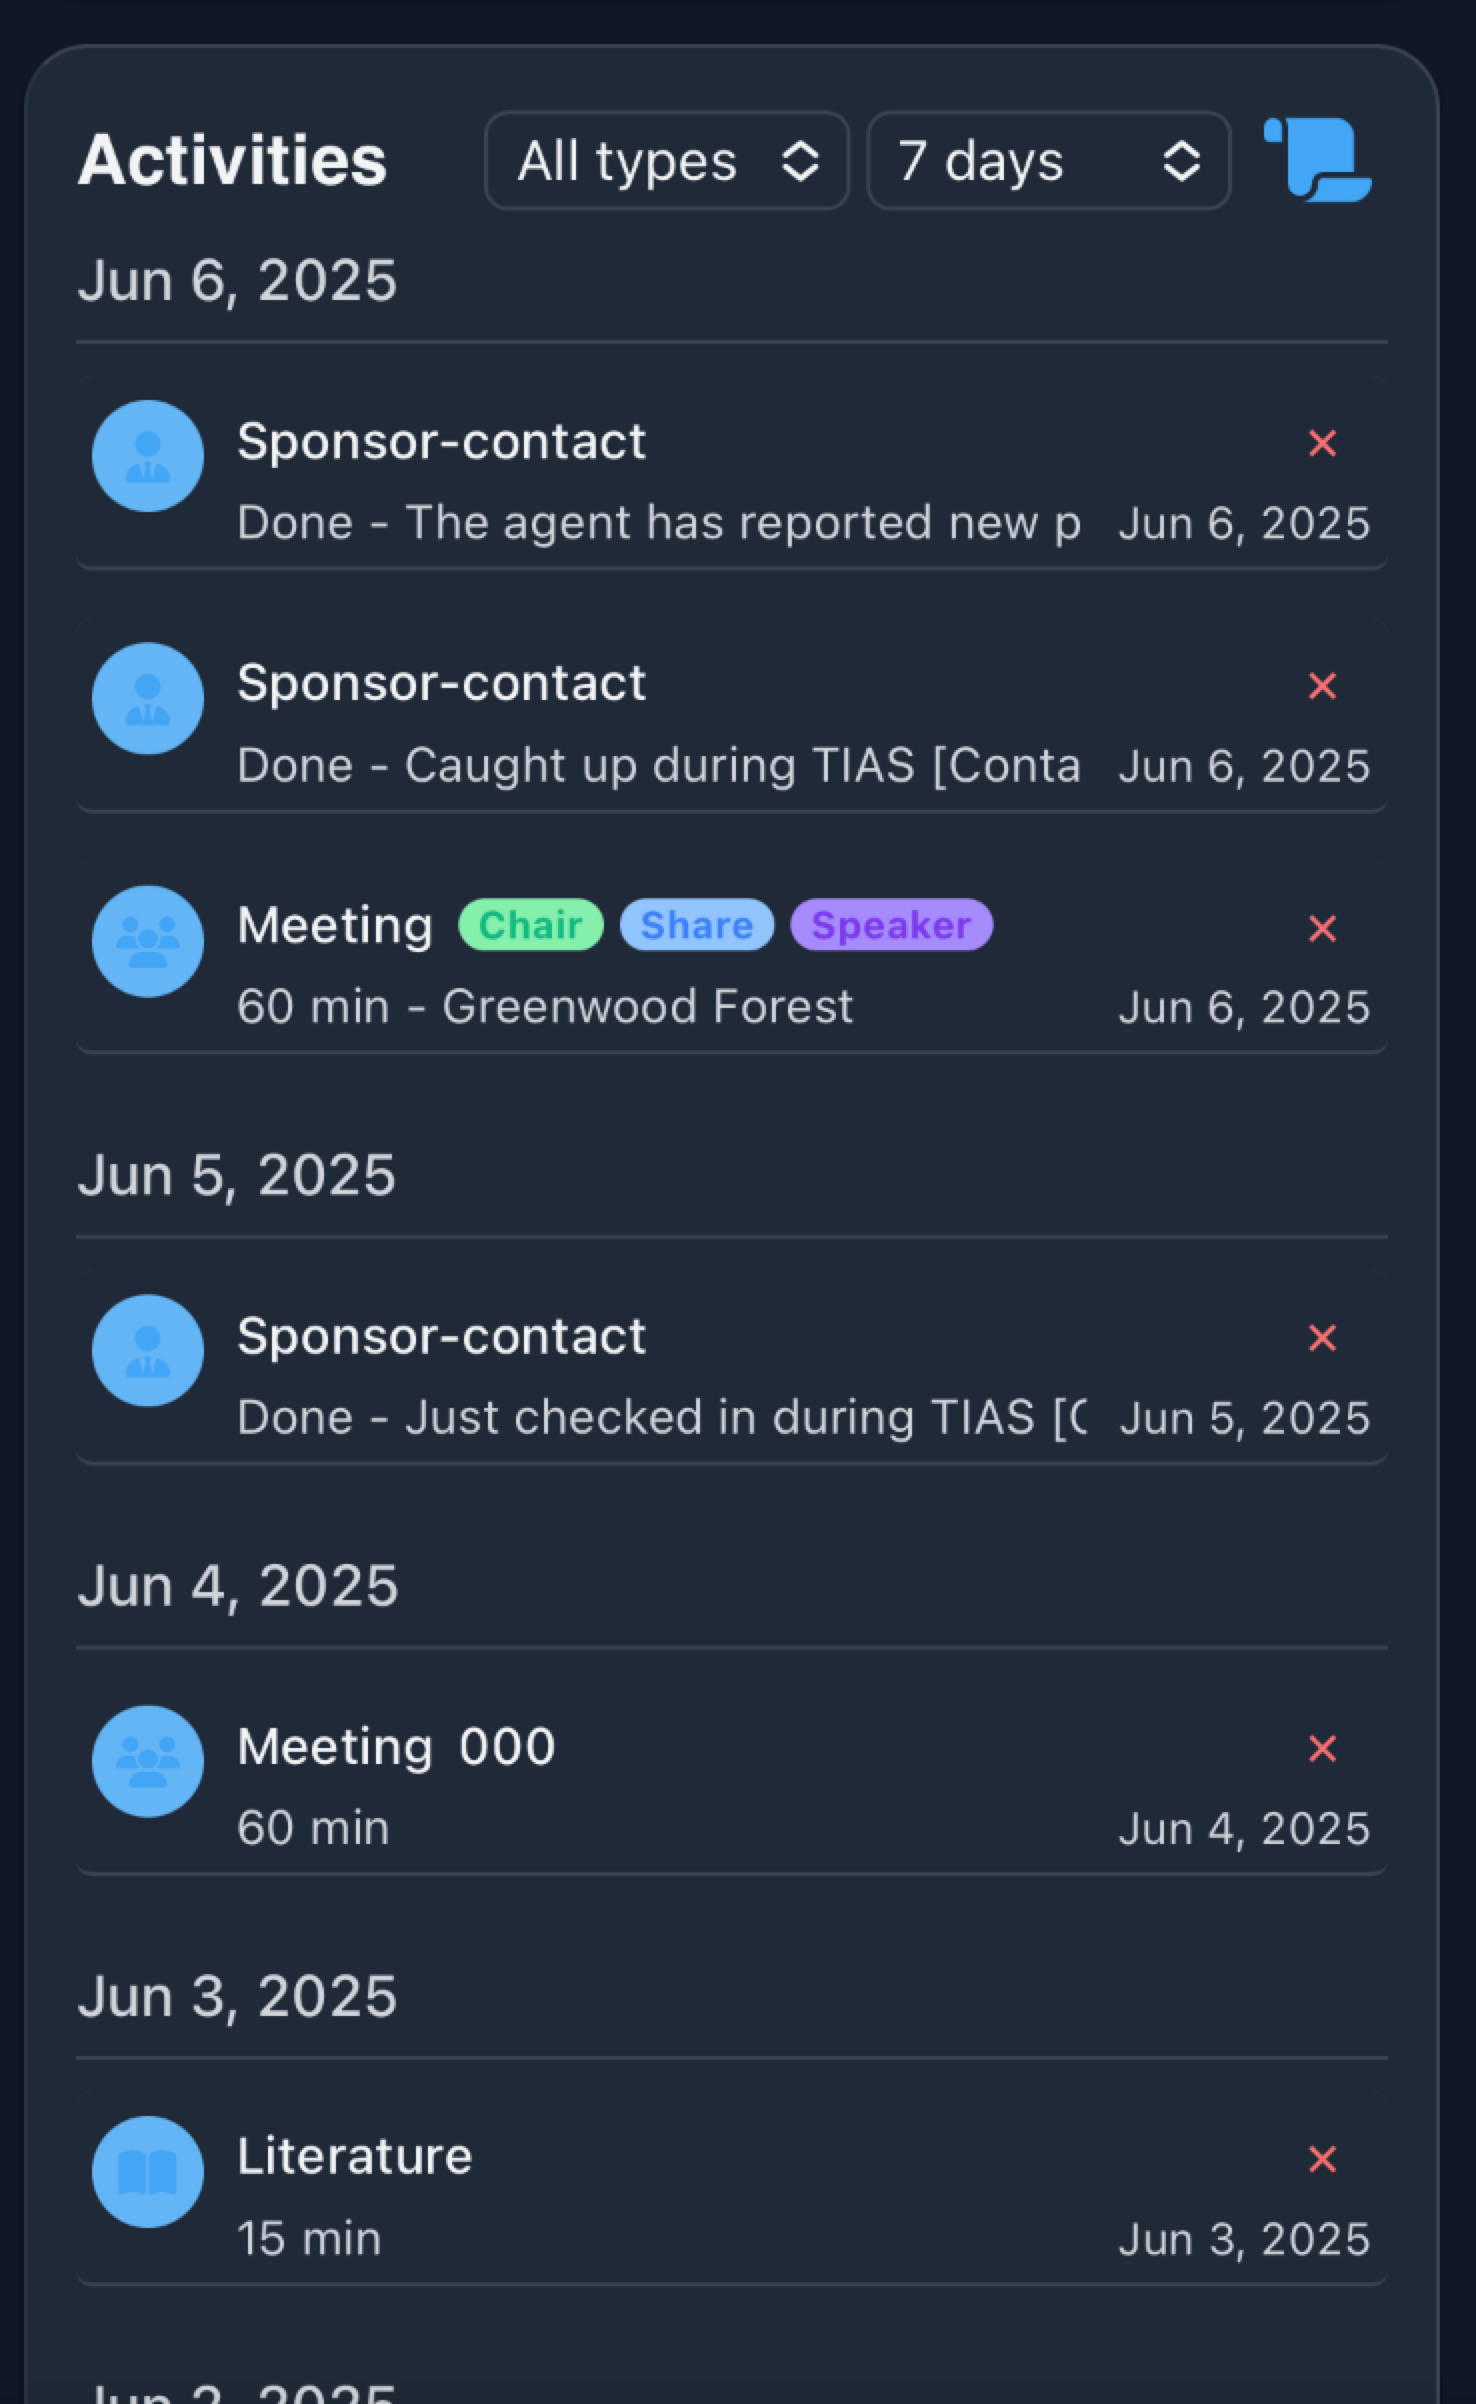 Activities All types 7 days
Jun 6, 2025
Sponsor-contact
Done - The agent has reported new p Jun 6, 2025
Sponsor-contact
Done - Caught up during TIAS [Conta Jun 6, 2025
Meeting Chair Share Speaker
60 min - Greenwood Forest Jun 6, 2025
Jun 5, 2025
Sponsor-contact
Done - Just checked in during TIAS [C Jun 5, 2025
Jun 4, 2025
Meeting 000
60 min Jun 4, 2025
Jun 3, 2025
Literature
15 min Jun 3, 2025
Jun 2, 2025